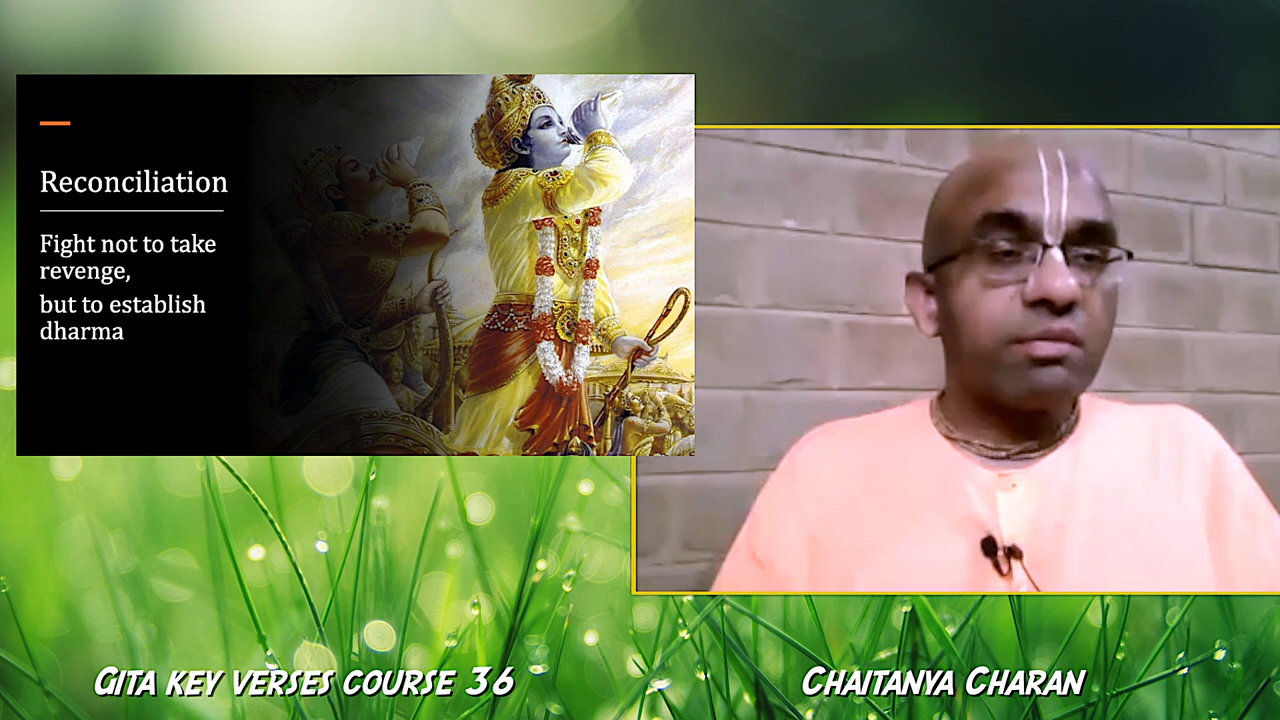 Reconciliation
Fight not to take
revenge,
but to establish
dharma
GITA KEY VERSES COURSE 36
CHAITANYA CHARAN